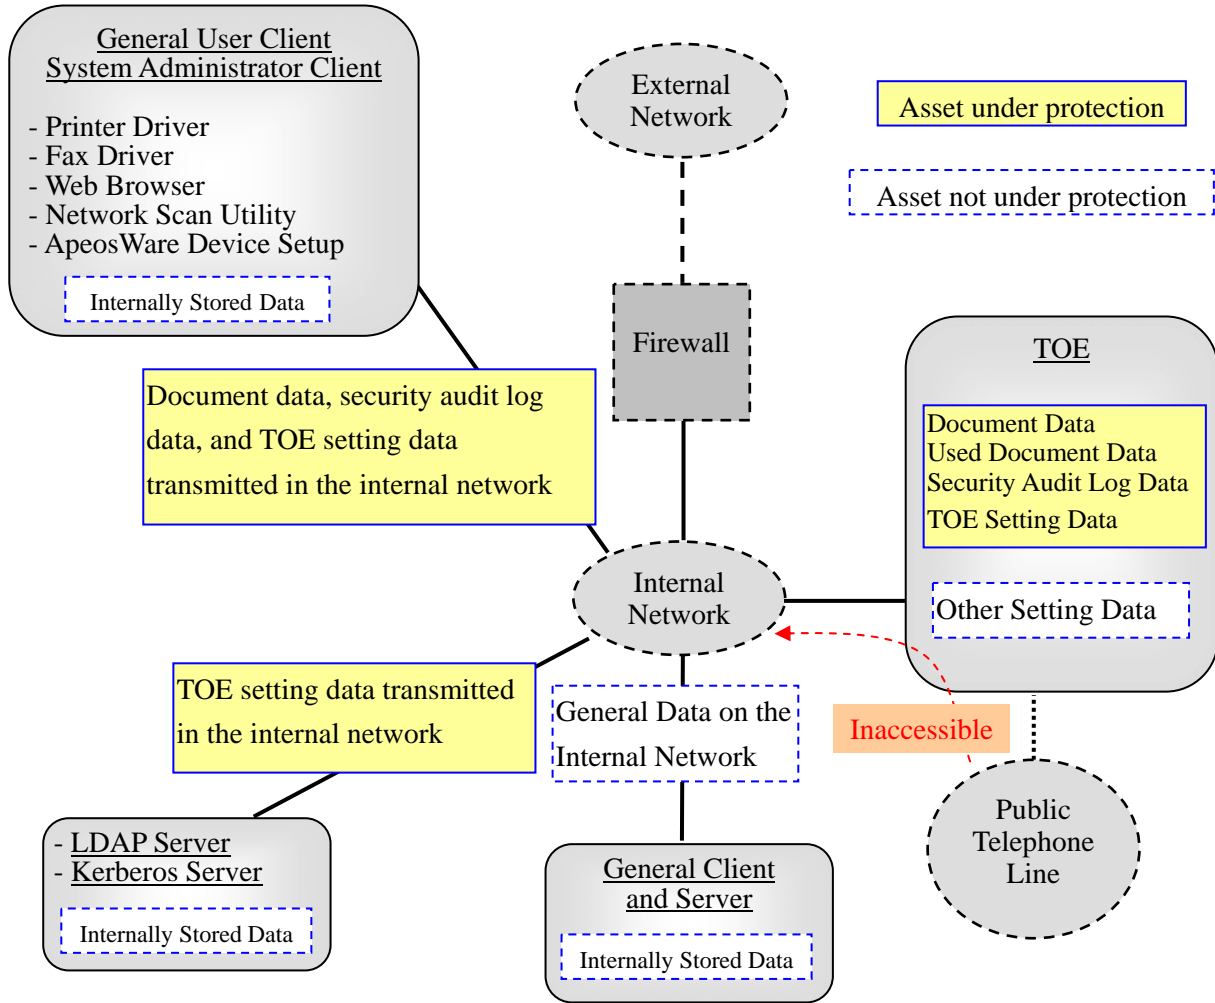 General User Client
System Administrator Client
- Printer Driver
- Fax Driver
- Web Browser
- Network Scan Utility
- ApeosWare Device Setup
Internally Stored Data
External
Network
Asset under protection
Asset not under protection
Firewall
Document data, security audit log
data, and TOE setting data
transmitted in the internal network
TOE
Document Data
Used Document Data
Security Audit Log Data
TOE Setting Data
Other Setting Data
Internal
Network
TOE setting data transmitted
in the internal network
General Data on the
Internal Network
Inaccessible
Public
Telephone
Line
- LDAP Server
- Kerberos Server
Internally Stored Data
General Client
and Server
Internally Stored Data